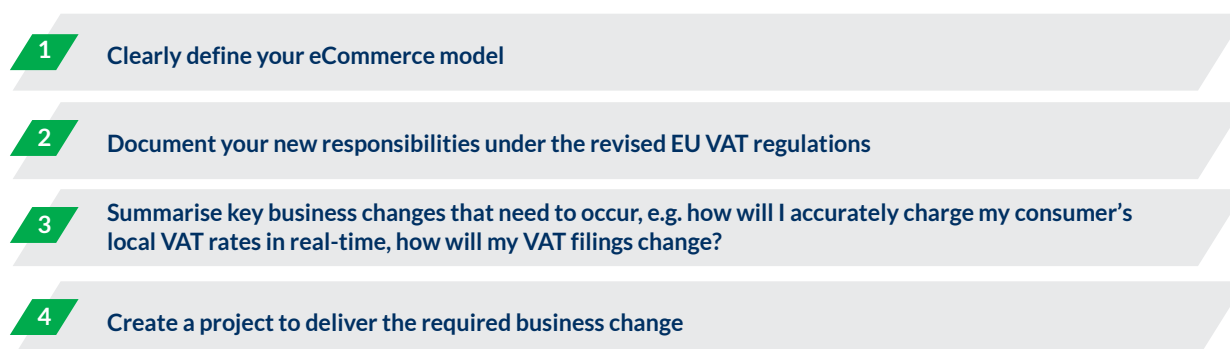 1
Clearly define your eCommerce model
2
Document your new responsibilities under the revised EU VAT regulations
3
Summarise key business changes that need to occur, e.g. how will I accurately charge my consumer’s
local VAT rates in real-time, how will my VAT filings change?
4
Create a project to deliver the required business change